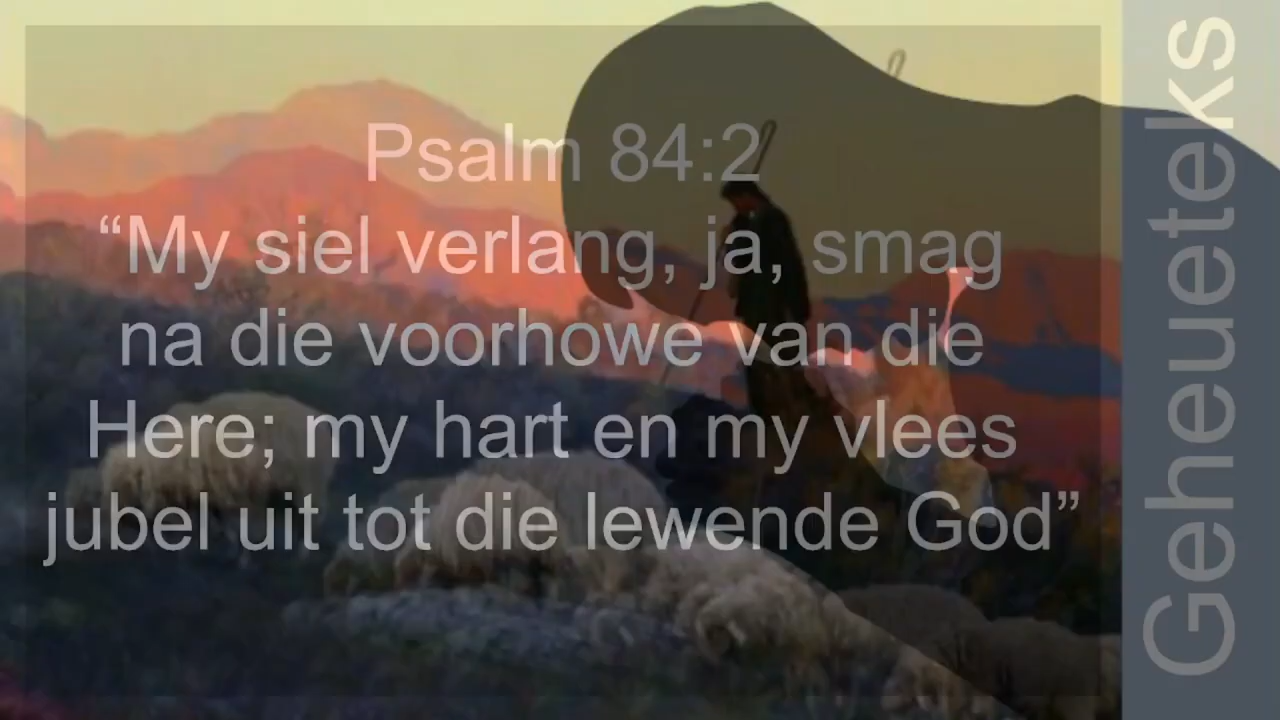 Psalm 84:2
“My siel verlang, ja, smag
na die voorhowe van die
Here; my hart en my vlees
jubel uit tot die lewende God”
Geheueteks